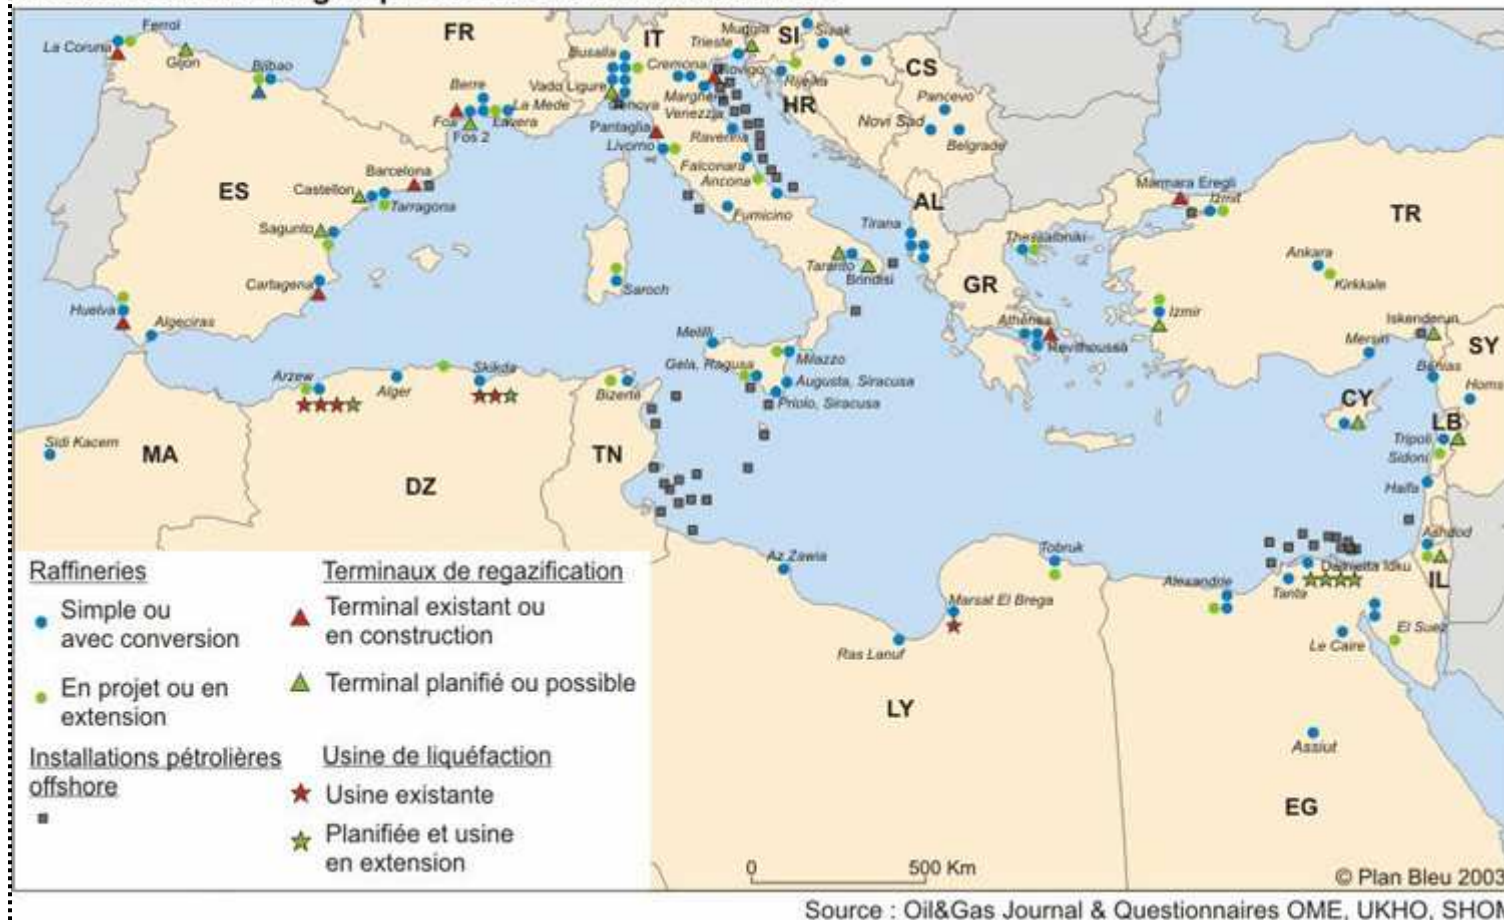 La Coruna
Ferrol
Gijon
Bilbao
FR
Berre
La Mede
Fos
Lavera
Fos 2
ES
Barcelona
Castellon
Tarragona
Sagunto
Cartagena
Huelva
Algeciras
IT
Busalla
Cremona
Vado Ligure
Genova
Pantaglia
Livorno
Trieste
Muggia
Rovigo
Marghera
Venezzia
Ravenna
Falconara
Ancona
Fumicino
Taranto
Brindisi
Saroch
Melilli
Gela, Ragusa
Milazzo
Augusta, Siracusa
Priolo, Siracusa
SI
Sisak
Rijeka
HR
CS
Pancevo
Novi Sad
Belgrade
AL
Tirana
GR
Thessaloniki
Athènes
Revithoussa
Marmara Eregli
Izmit
TR
Ankara
Kirkkale
Izmir
Mersin
Iskenderun
SY
Banias
Homs
CY
LB
Tripoli
Sidoni
Haifa
Ashdod
IL
MA
Sidi Kacem
Arzew
Alger
Skikda
DZ
Bizerte
TN
Az Zawia
Ras Lanuf
Marsat El Brega
Tobruk
LY
Alexandrie
Tanta
Damietta Idku
Le Caire
El Suez
Assiut
EG
Raffineries
Simple ou
avec conversion
En projet ou en
extension
Installations pétrolières
offshore
Terminaux de regazification
Terminal existant ou
en construction
Terminal planifié ou possible
Usine de liquéfaction
Usine existante
Planifiée et usine
en extension
0 500 Km
© Plan Bleu 2003
Source : Oil&Gas Journal & Questionnaires OME, UKHO, SHOM